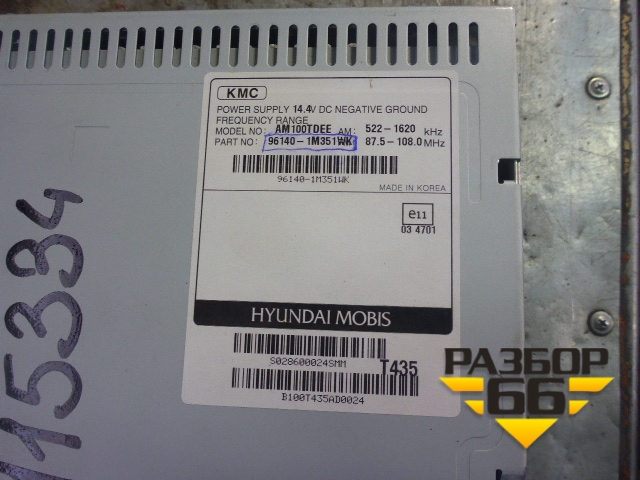 KMC
POWER SUPPLY 14.4V DC NEGATIVE GROUND
FREQUENCY RANGE
MODEL NO: AM100TDEE AM: 522-1620 kHz
PART NO: 96140-1M351WK 87.5-108.0 MHz
96140-1M351WK
MADE IN KOREA
e11
03 4701
HYUNDAI MOBIS
S028600024SMM
T435
B100T435AD0024
15394
РАЗБОР
66